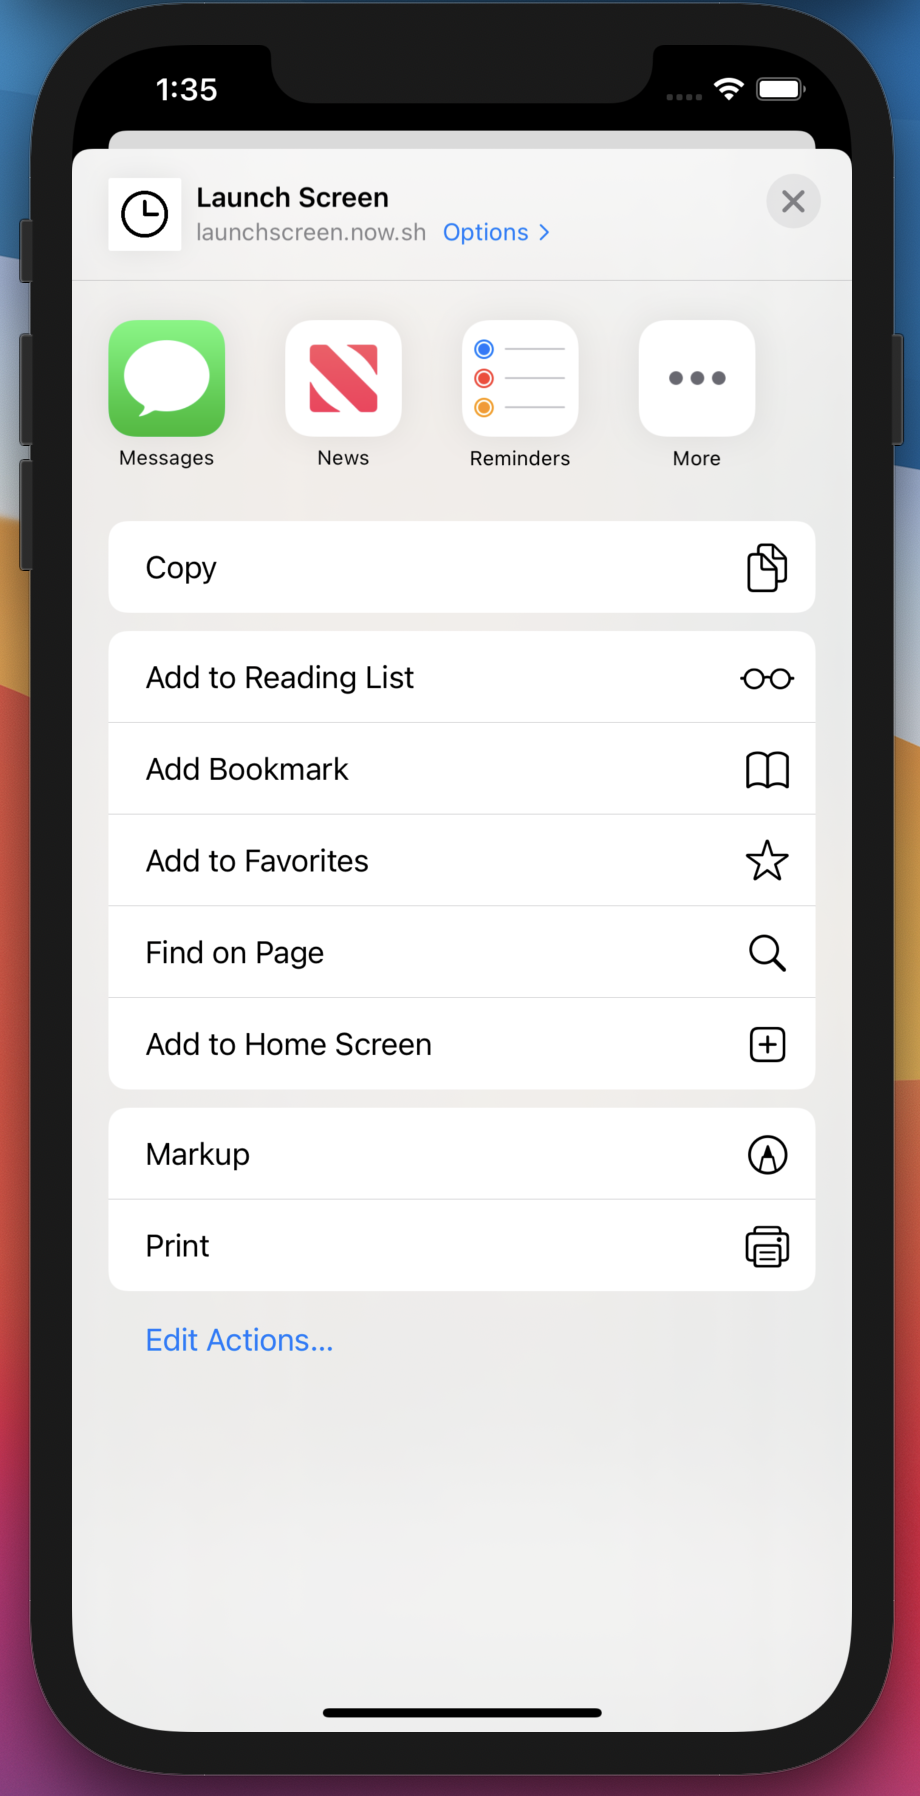 1:35
Launch Screen
launchscreen.now.sh Options >
Messages News Reminders More
Copy
Add to Reading List
Add Bookmark
Add to Favorites
Find on Page
Add to Home Screen
Markup
Print
Edit Actions...